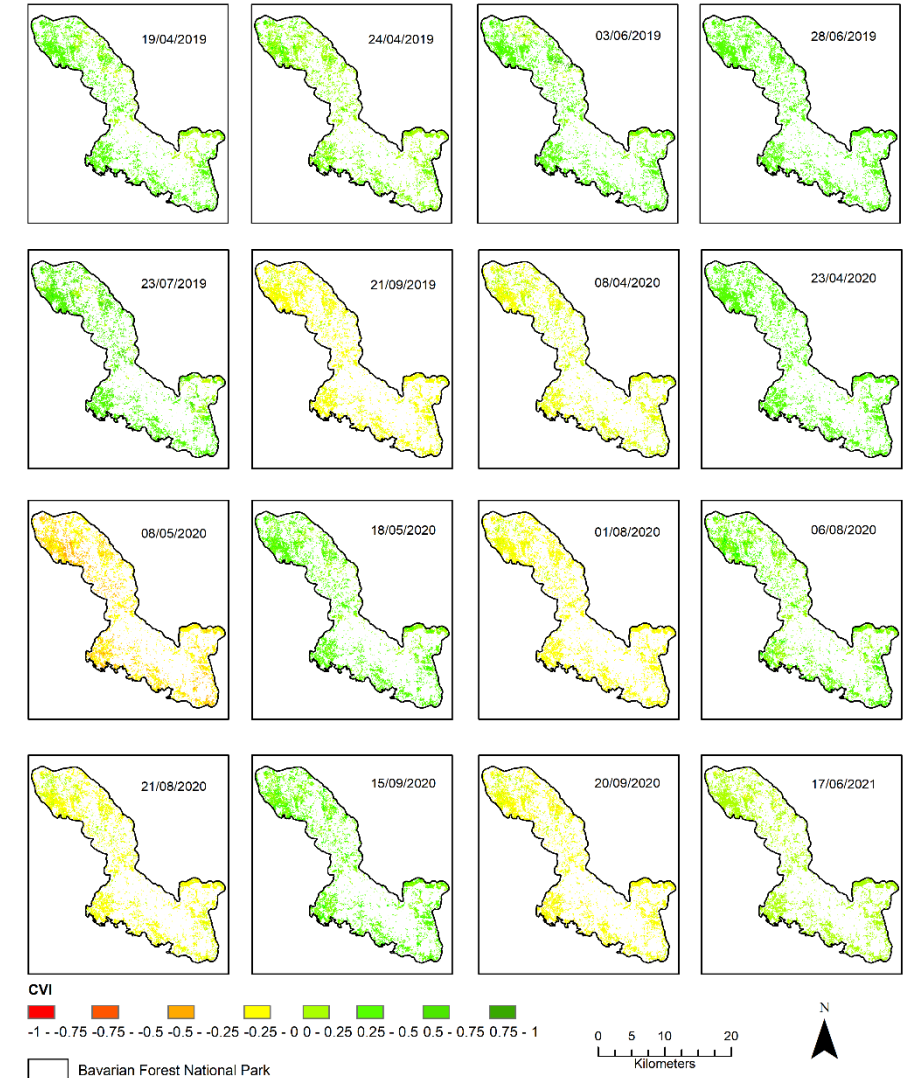 19/04/2019 24/04/2019 03/06/2019 28/06/2019
23/07/2019 21/09/2019 08/04/2020 23/04/2020
08/05/2020 18/05/2020 01/08/2020 06/08/2020
21/08/2020 15/09/2020 20/09/2020 17/06/2021
CVI
-1 - -0.75 -0.75 - -0.5 -0.5 - -0.25 -0.25 - 0 0 - 0.25 0.25 - 0.5 0.5 - 0.75 0.75 - 1
Bavarian Forest National Park
N
0 5 10 20
Kilometers